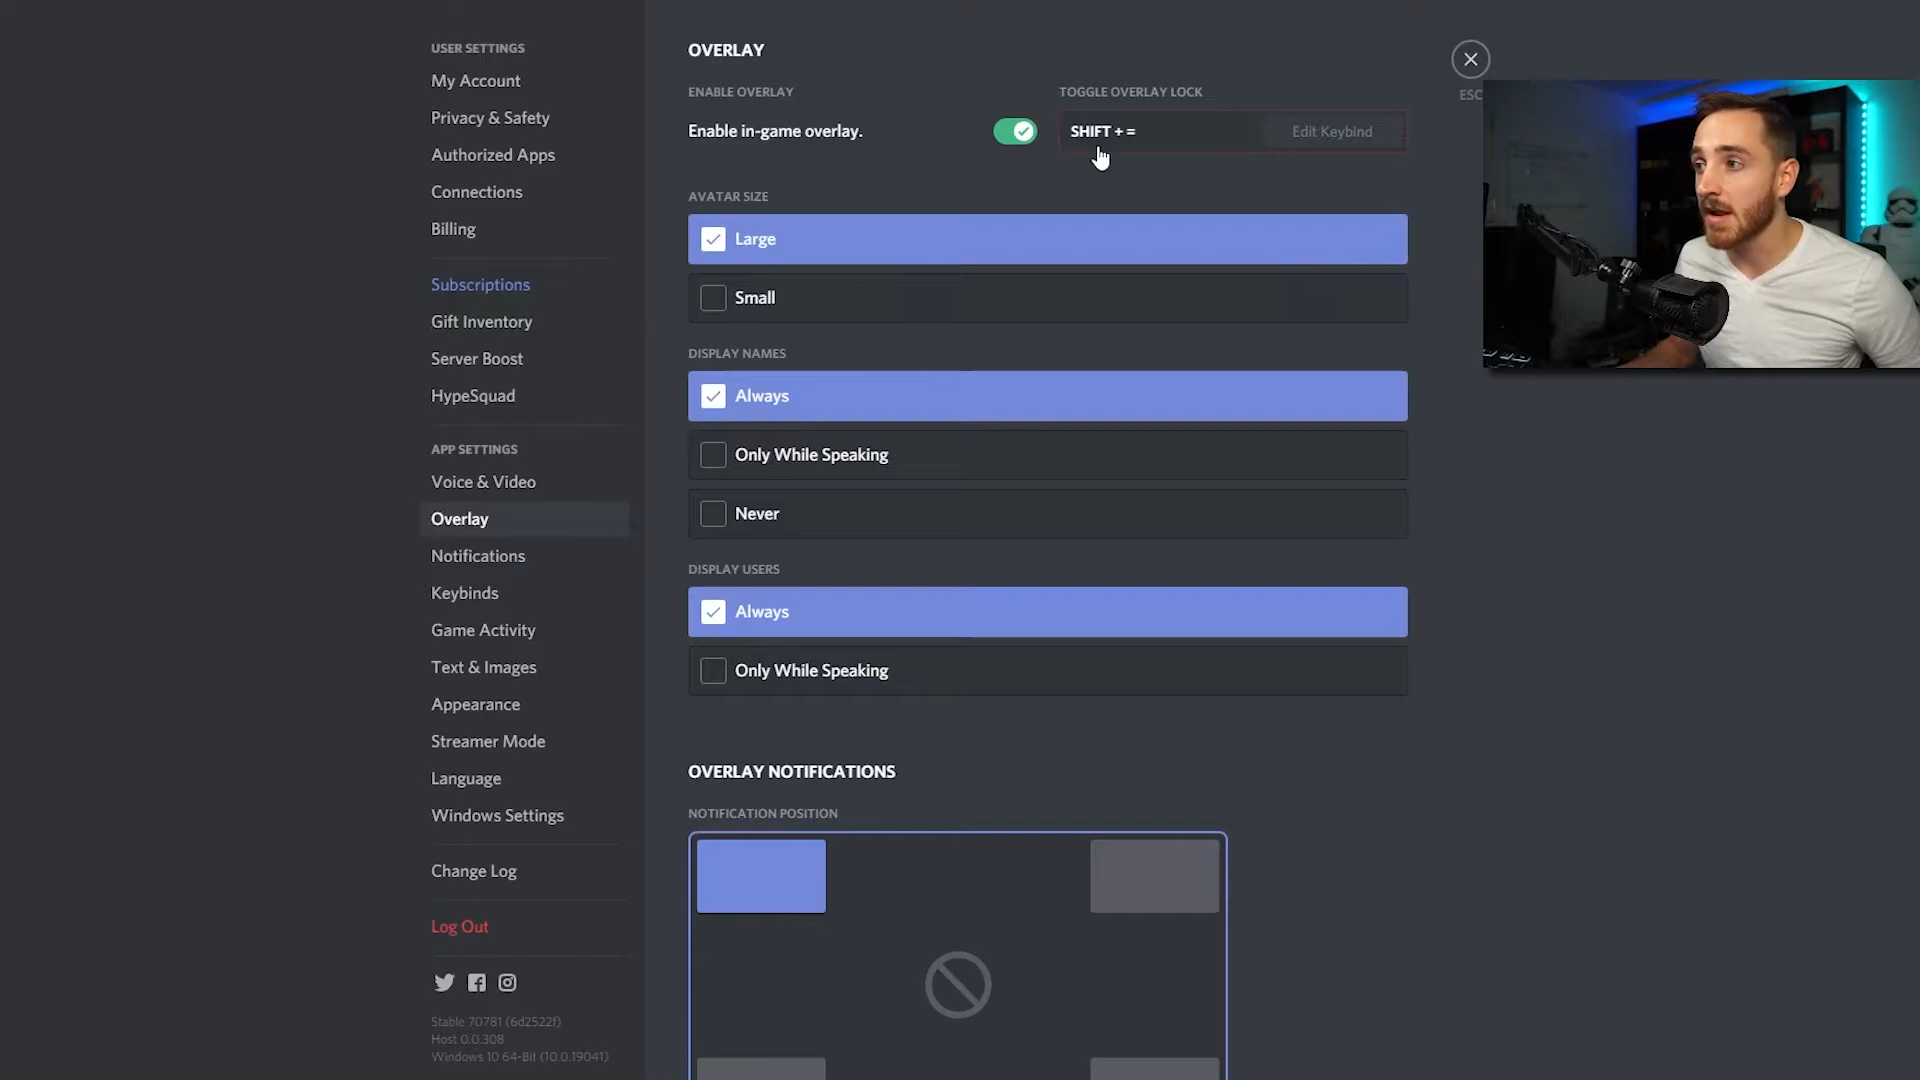 USER SETTINGS
My Account
Privacy & Safety
Authorized Apps
Connections
Billing
Subscriptions
Gift Inventory
Server Boost
HypeSquad
APP SETTINGS
Voice & Video
Overlay
Notifications
Keybinds
Game Activity
Text & Images
Appearance
Streamer Mode
Language
Windows Settings
Change Log
Log Out
Stable 70781 (6d2522f)
Host 0.0.308
Windows 10 64-Bit (10.0.19041)
OVERLAY
ENABLE OVERLAY
Enable in-game overlay.
TOGGLE OVERLAY LOCK
SHIFT + =
Edit Keybind
AVATAR SIZE
Large
Small
DISPLAY NAMES
Always
Only While Speaking
Never
DISPLAY USERS
Always
Only While Speaking
OVERLAY NOTIFICATIONS
NOTIFICATION POSITION
ESC